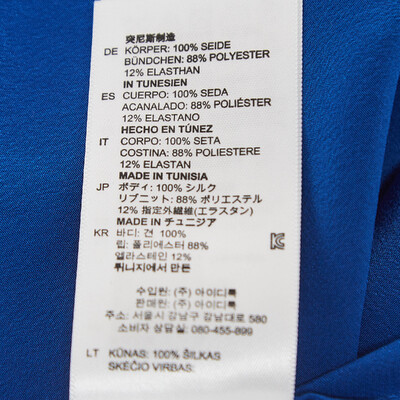 突尼斯制造
DE KÖRPER: 100% SEIDE
BÜNDCHEN: 88% POLYESTER
12% ELASTHAN
IN TUNESIEN
ES CUERPO: 100% SEDA
ACANALADO: 88% POLIÉSTER
12% ELASTANO
HECHO EN TÚNEZ
IT CORPO: 100% SETA
COSTINA: 88% POLIESTERE
12% ELASTANO
MADE IN TUNISIA
JP ボディ: 100% シルク
リブニット: 88% ポリエステル
12% 指定外繊維(エラスタン)
MADE IN チュニジア
KR 바디: 견 100%
립: 폴리에스터 88%
엘라스테인 12%
튀니지에서 만든
수입원: (주) 아이디룩
판매원: (주) 아이디룩
주소: 서울시 강남구 강남대로 580
소비자 상담실: 080-455-899
LT KŪNAS: 100% ŠILKAS
SKĖČIO VIRBAS: